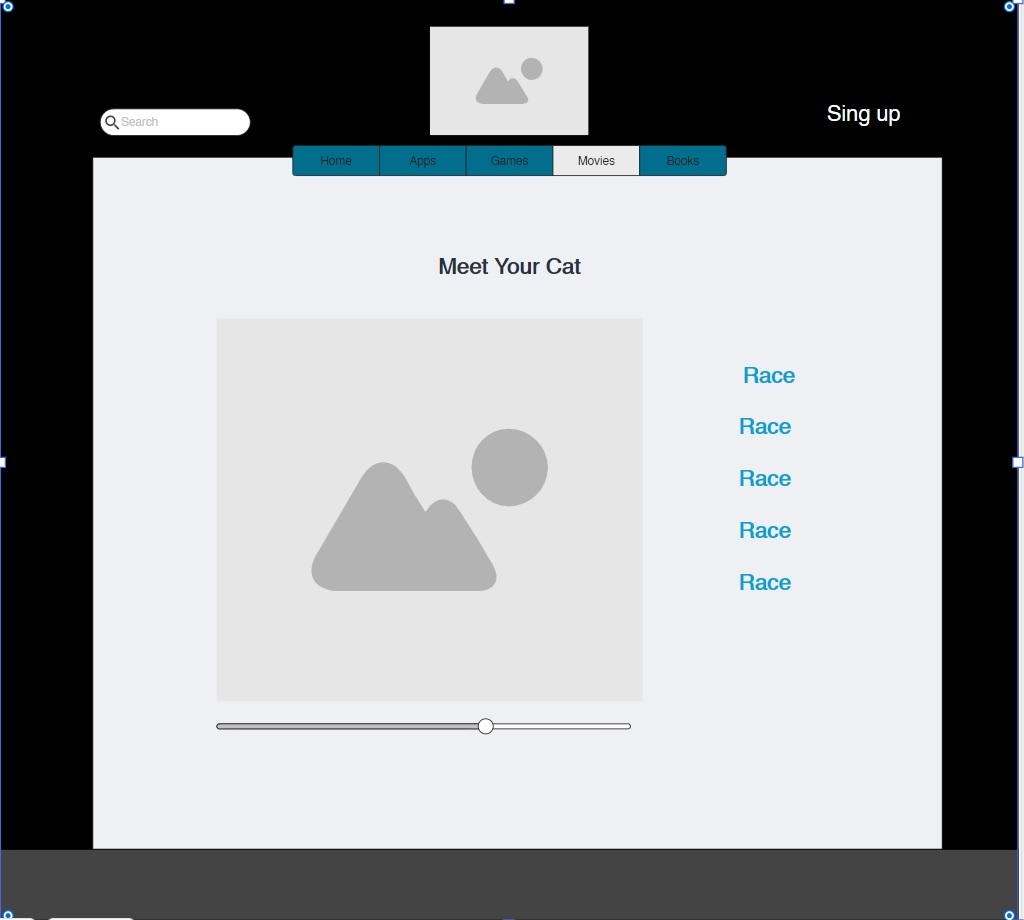 Search
Sing up
Home
Apps
Games
Movies
Books
Meet Your Cat
Race
Race
Race
Race
Race